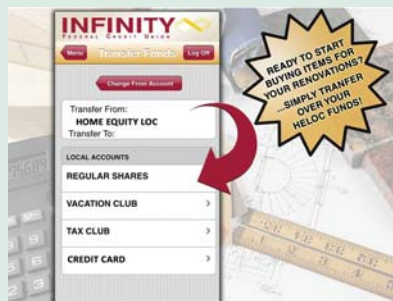 INFINITY
FEDERAL CREDIT UNION
Menu
Transfer Funds
Log Off
Change From Account
Transfer From:
HOME EQUITY LOC
Transfer To:
LOCAL ACCOUNTS
REGULAR SHARES
VACATION CLUB
TAX CLUB
CREDIT CARD
READY TO START
BUYING ITEMS FOR
YOUR RENOVATIONS?
...SIMPLY TRANFER
OVER YOUR
HELOC FUNDS!